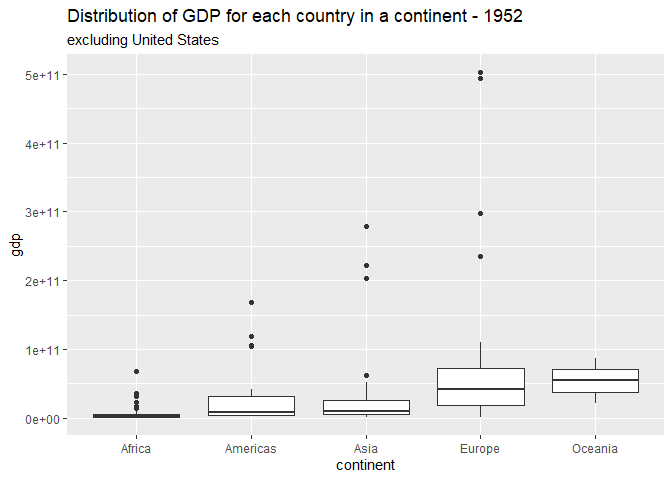 Distribution of GDP for each country in a continent - 1952
excluding United States
5e+11
4e+11
3e+11
2e+11
1e+11
0e+00
gdp
Africa Americas Asia Europe Oceania
continent